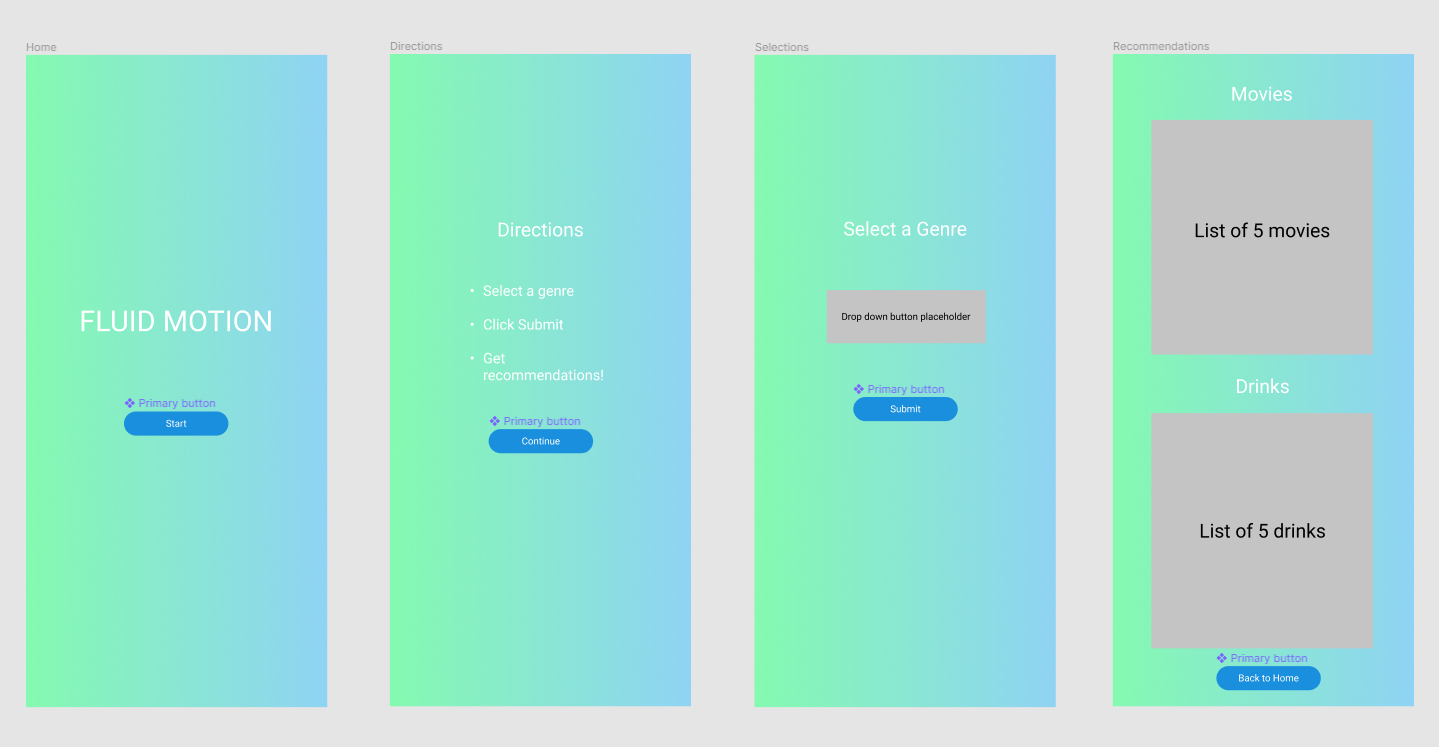 Home
FLUID MOTION
❖ Primary button
Start
Directions
Directions
• Select a genre
• Click Submit
• Get
recommendations!
❖ Primary button
Continue
Selections
Select a Genre
Drop down button placeholder
❖ Primary button
Submit
Recommendations
Movies
List of 5 movies
Drinks
List of 5 drinks
❖ Primary button
Back to Home